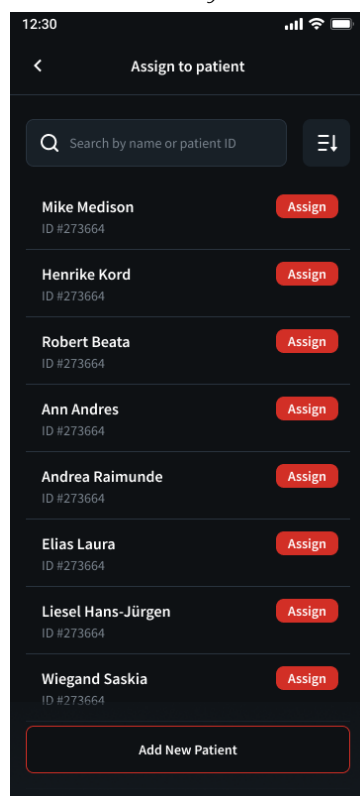 12:30
Assign to patient
Search by name or patient ID
Mike Medison
Assign
ID #273664
Henrike Kord
Assign
ID #273664
Robert Beata
Assign
ID #273664
Ann Andres
Assign
ID #273664
Andrea Raimunde
Assign
ID #273664
Elias Laura
Assign
ID #273664
Liesel Hans-Jürgen
Assign
ID #273664
Wiegand Saskia
Assign
ID #273664
Add New Patient